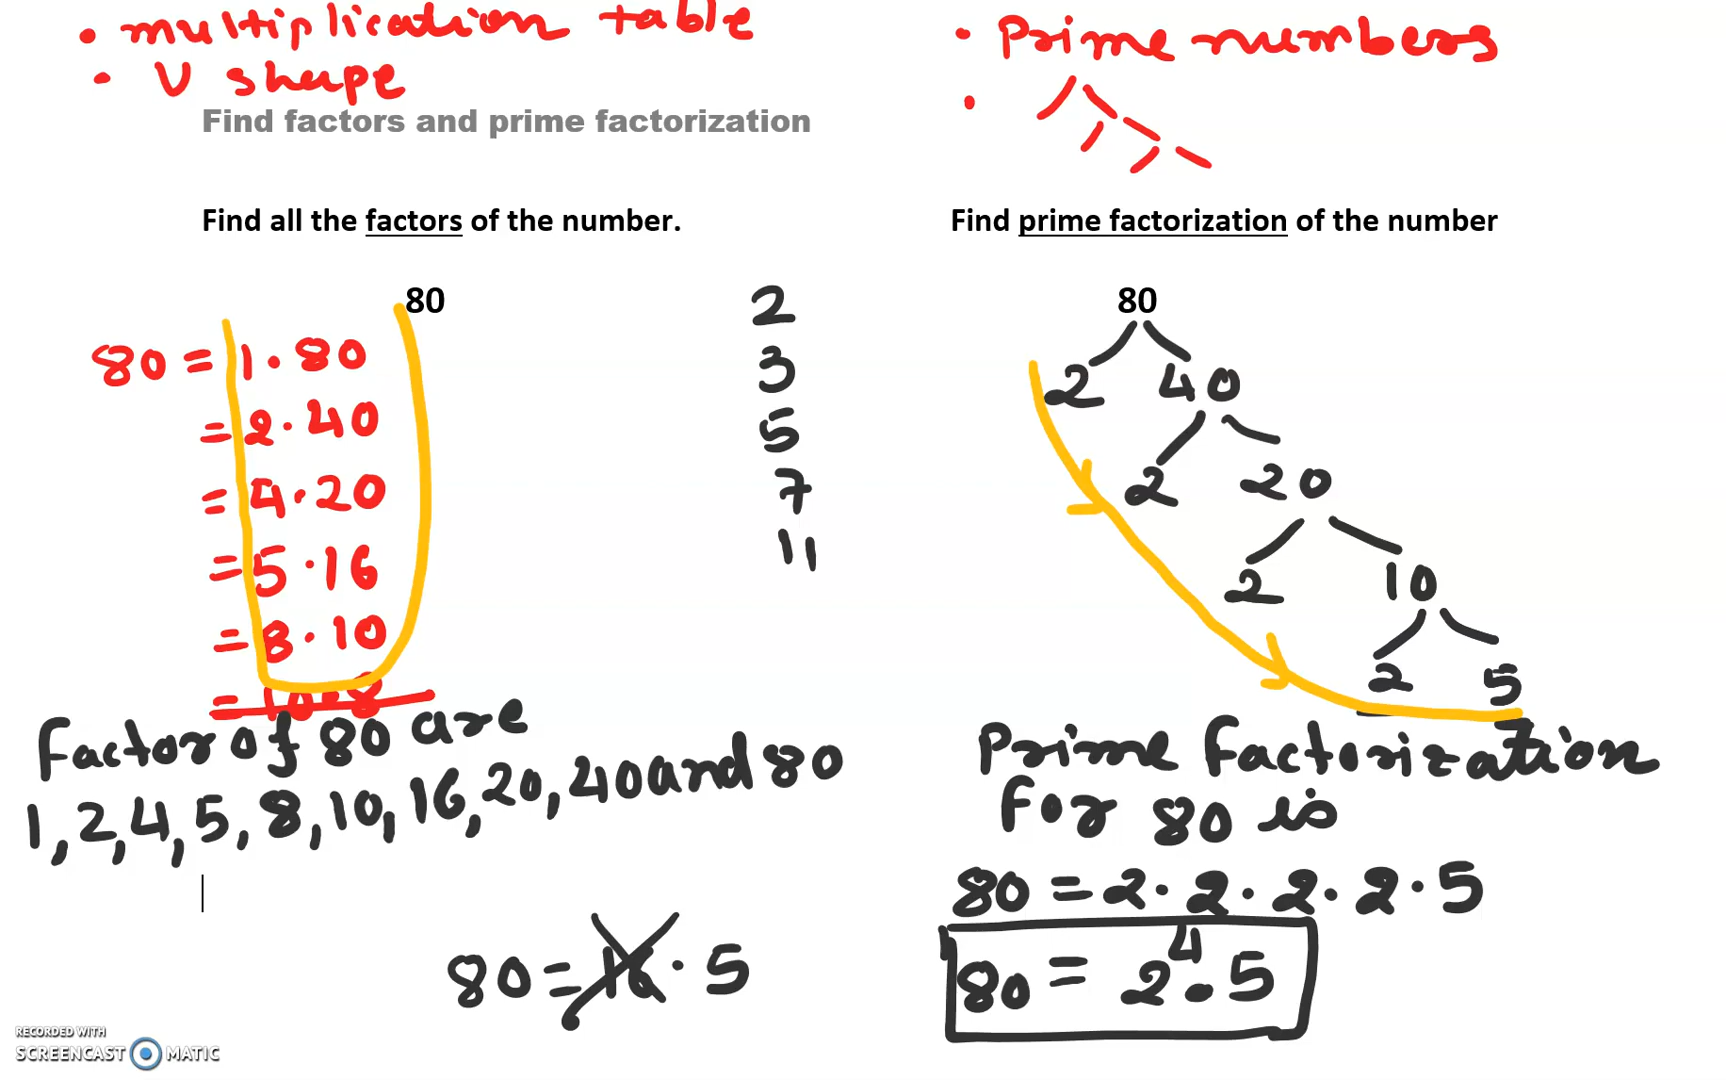 • multiplication table
• V shape
Find factors and prime factorization
Find all the factors of the number.
80
80 = 1 · 80
= 2 · 40
= 4 · 20
= 5 · 16
= 8 · 10
= 10 · 8
Factor of 80 are
1, 2, 4, 5, 8, 10, 16, 20, 40 and 80
2
3
5
7
11
80 = 16 · 5
• Prime numbers
•
Find prime factorization of the number
80
2 40
2 20
2 10
2 5
Prime factorization
for 80 is
80 = 2 · 2 · 2 · 2 · 5
80 = 2⁴ · 5
RECORDED WITH
SCREENCAST MATIC